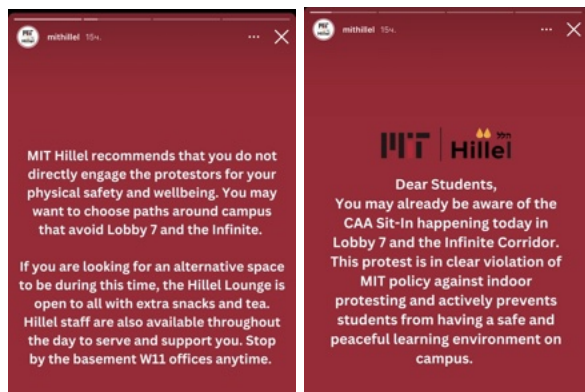 mithillel 15ч.
MIT Hillel recommends that you do not
directly engage the protestors for your
physical safety and wellbeing. You may
want to choose paths around campus
that avoid Lobby 7 and the Infinite.
If you are looking for an alternative space
to be during this time, the Hillel Lounge is
open to all with extra snacks and tea.
Hillel staff are also available throughout
the day to serve and support you. Stop
by the basement W11 offices anytime.
mithillel 15ч.
MIT Hillel
הלל
Dear Students,
You may already be aware of the
CAA Sit-In happening today in
Lobby 7 and the Infinite Corridor.
This protest is in clear violation of
MIT policy against indoor
protesting and actively prevents
students from having a safe and
peaceful learning environment on
campus.